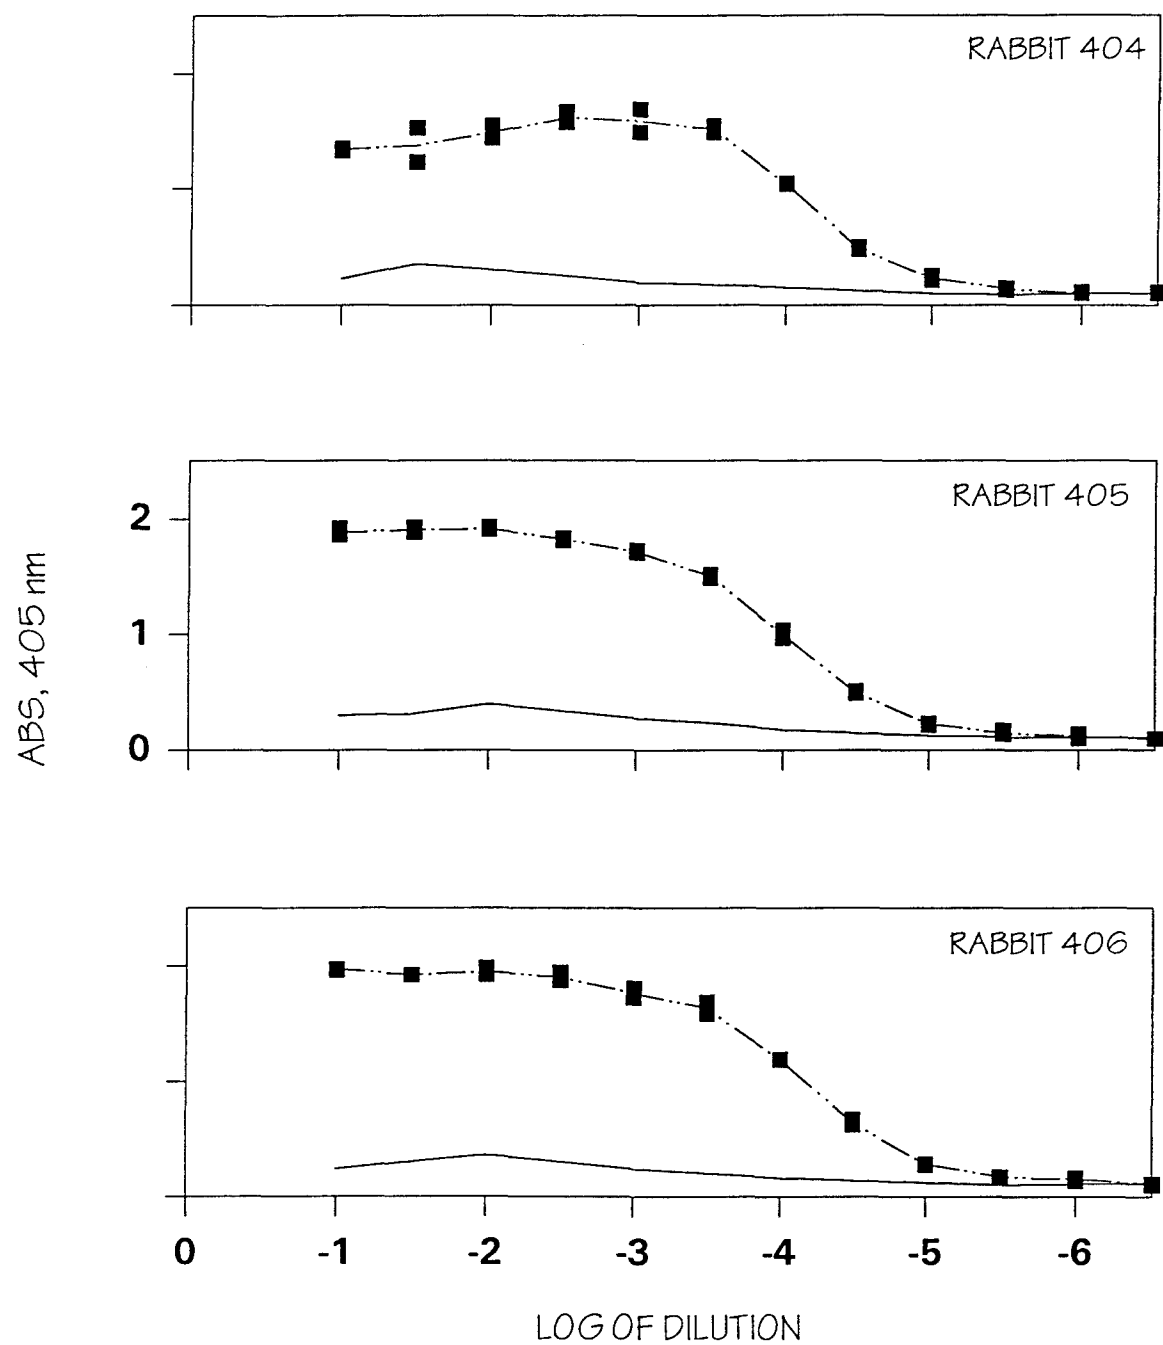 RABBIT 404
RABBIT 405
2
1
0
ABS, 405 nm
RABBIT 406
0 -1 -2 -3 -4 -5 -6
LOG OF DILUTION